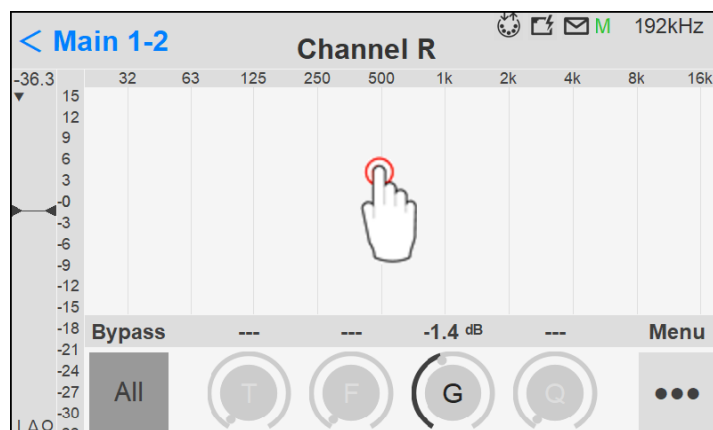 < Main 1-2
Channel R
M 192kHz
-36.3 32 63 125 250 500 1k 2k 4k 8k 16k
15
12
9
6
3
-0
-3
-6
-9
-12
-15
-18
-21
-24
-27
-30
Bypass --- --- -1.4 dB --- Menu
All T F G Q •••